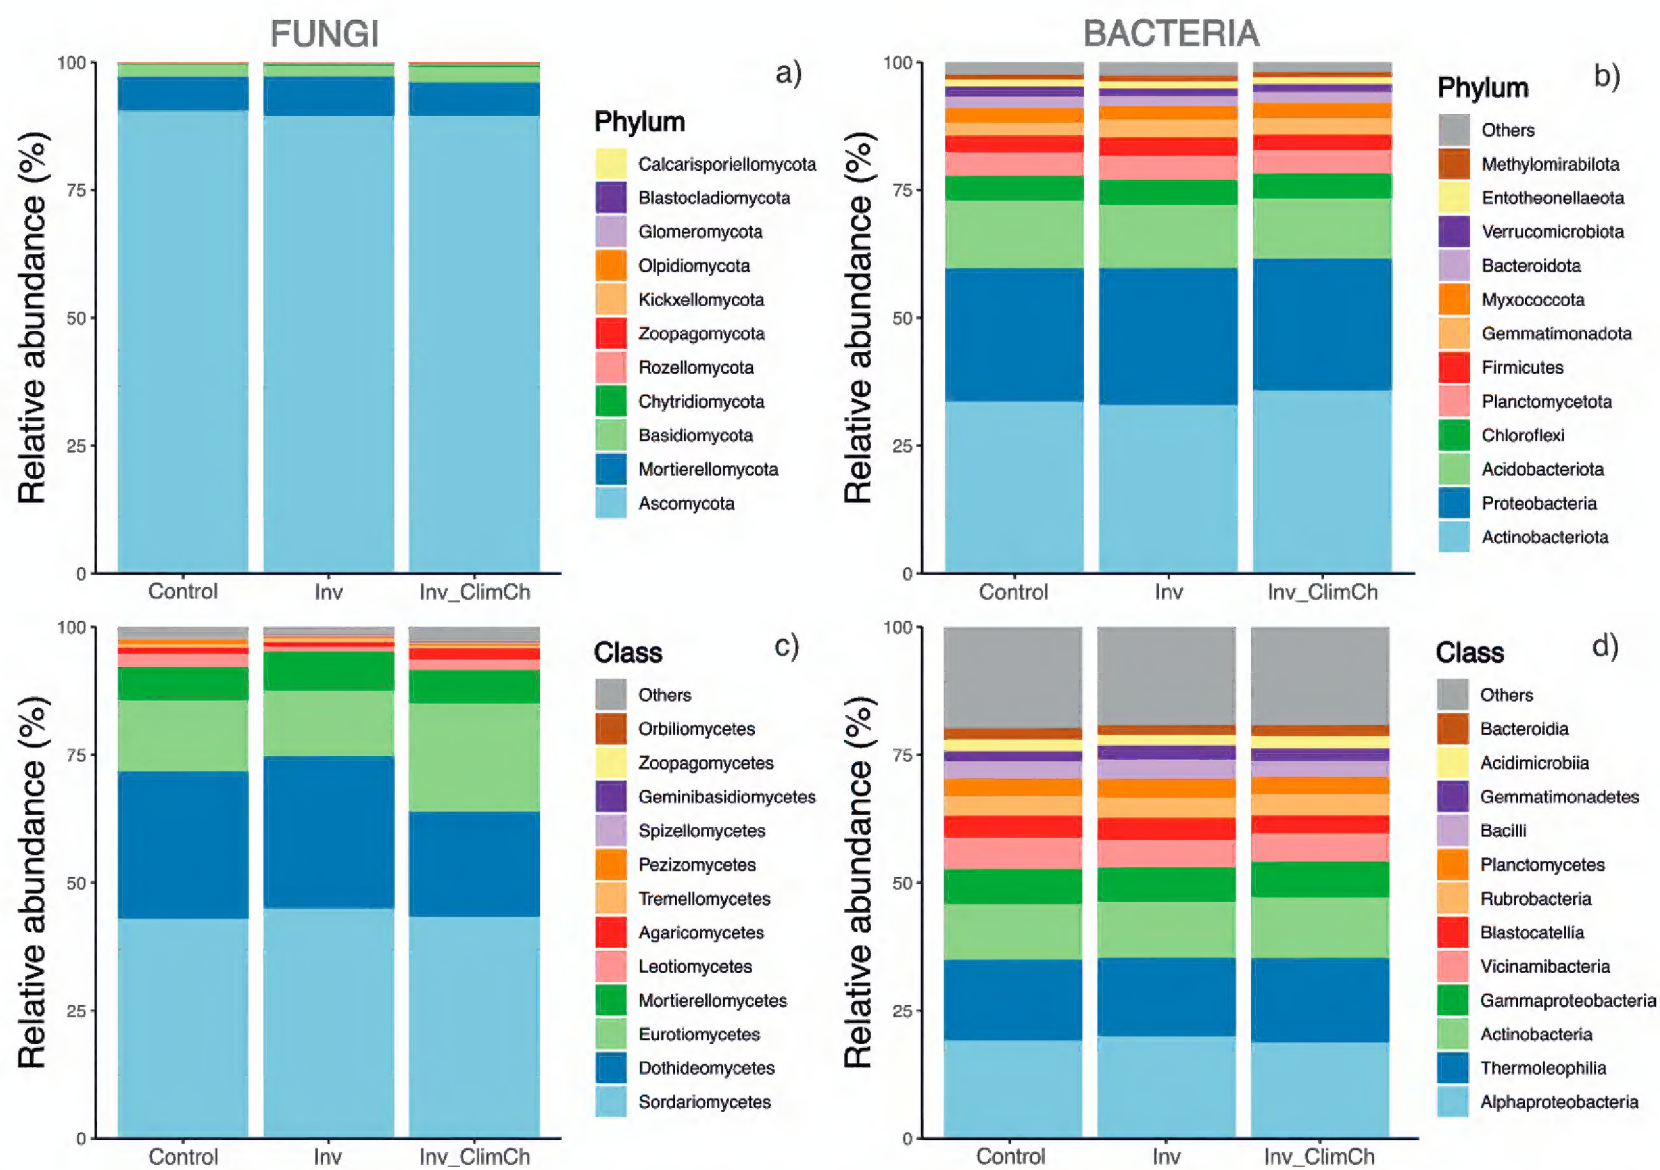 FUNGI
a)
Relative abundance (%)
100
75
50
25
0
Control
Inv
Inv_ClimCh
Phylum
Calcarisporiellomycota
Blastocladiomycota
Glomeromycota
Olpidiomycota
Kickxellomycota
Zoopagomycota
Rozellomycota
Chytridiomycota
Basidiomycota
Mortierellomycota
Ascomycota
BACTERIA
b)
Relative abundance (%)
100
75
50
25
0
Control
Inv
Inv_ClimCh
Phylum
Others
Methylomirabilota
Entotheonellaeota
Verrucomicrobiota
Bacteroidota
Myxococcota
Gemmatimonadota
Firmicutes
Planctomycetota
Chloroflexi
Acidobacteriota
Proteobacteria
Actinobacteriota
c)
Relative abundance (%)
100
75
50
25
0
Control
Inv
Inv_ClimCh
Class
Others
Orbiliomycetes
Zoopagomycetes
Geminibasidiomycetes
Spizellomycetes
Pezizomycetes
Tremellomycetes
Agaricomycetes
Leotiomycetes
Mortierellomycetes
Eurotiomycetes
Dothideomycetes
Sordariomycetes
d)
Relative abundance (%)
100
75
50
25
0
Control
Inv
Inv_ClimCh
Class
Others
Bacteroidia
Acidimicrobiia
Gemmatimonadetes
Bacilli
Planctomycetes
Rubrobacteria
Blastocatellia
Vicinamibacteria
Gammaproteobacteria
Actinobacteria
Thermoleophilia
Alphaproteobacteria